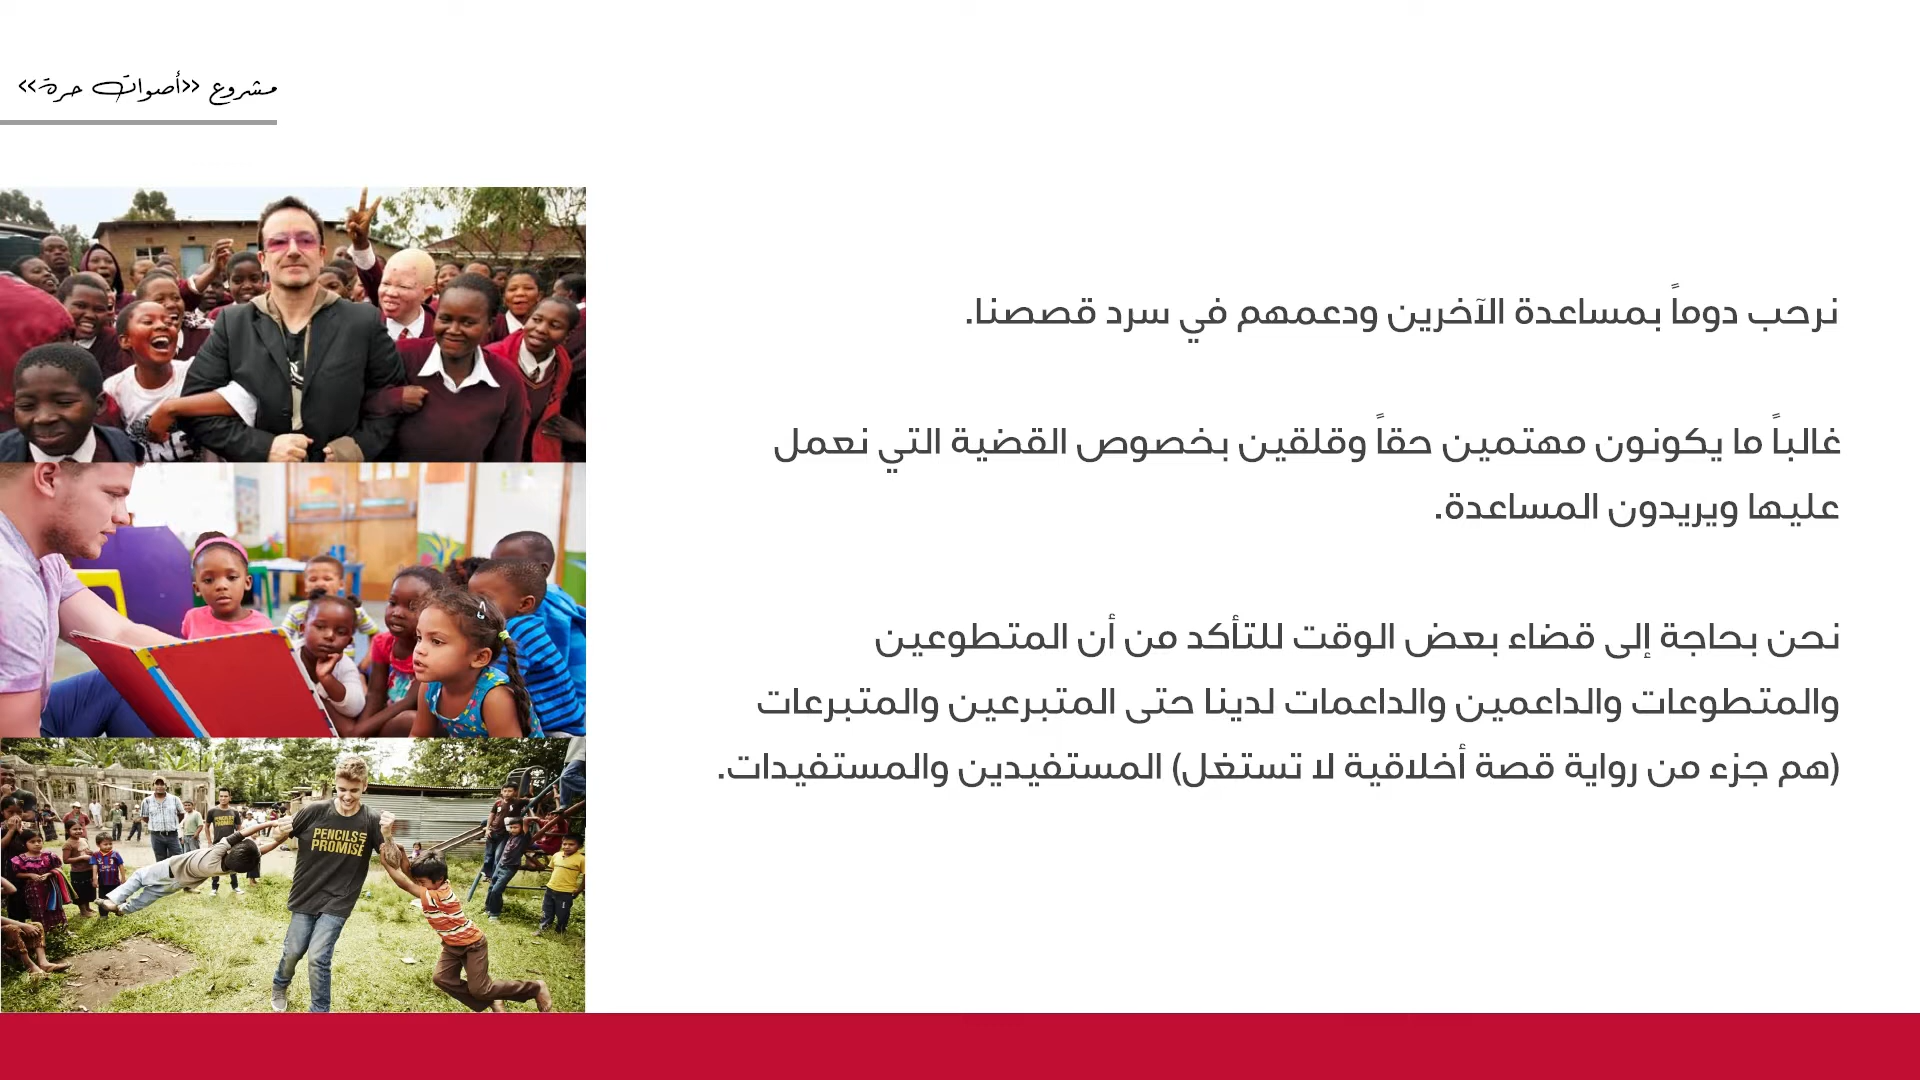 مشروع <<أصوات حرة>>
نرحب دوماً بمساعدة الآخرين ودعمهم في سرد قصصنا.
غالباً ما يكونون مهتمين حقاً وقلقين بخصوص القضية التي نعمل
عليها ويريدون المساعدة.
نحن بحاجة إلى قضاء بعض الوقت للتأكد من أن المتطوعين
والمتطوعات والداعمين والداعمات لدينا حتى المتبرعين والمتبرعات
(هم جزء من رواية قصة أخلاقية لا تستغل) المستفيدين والمستفيدات.
PENCILS OF
PROMISE